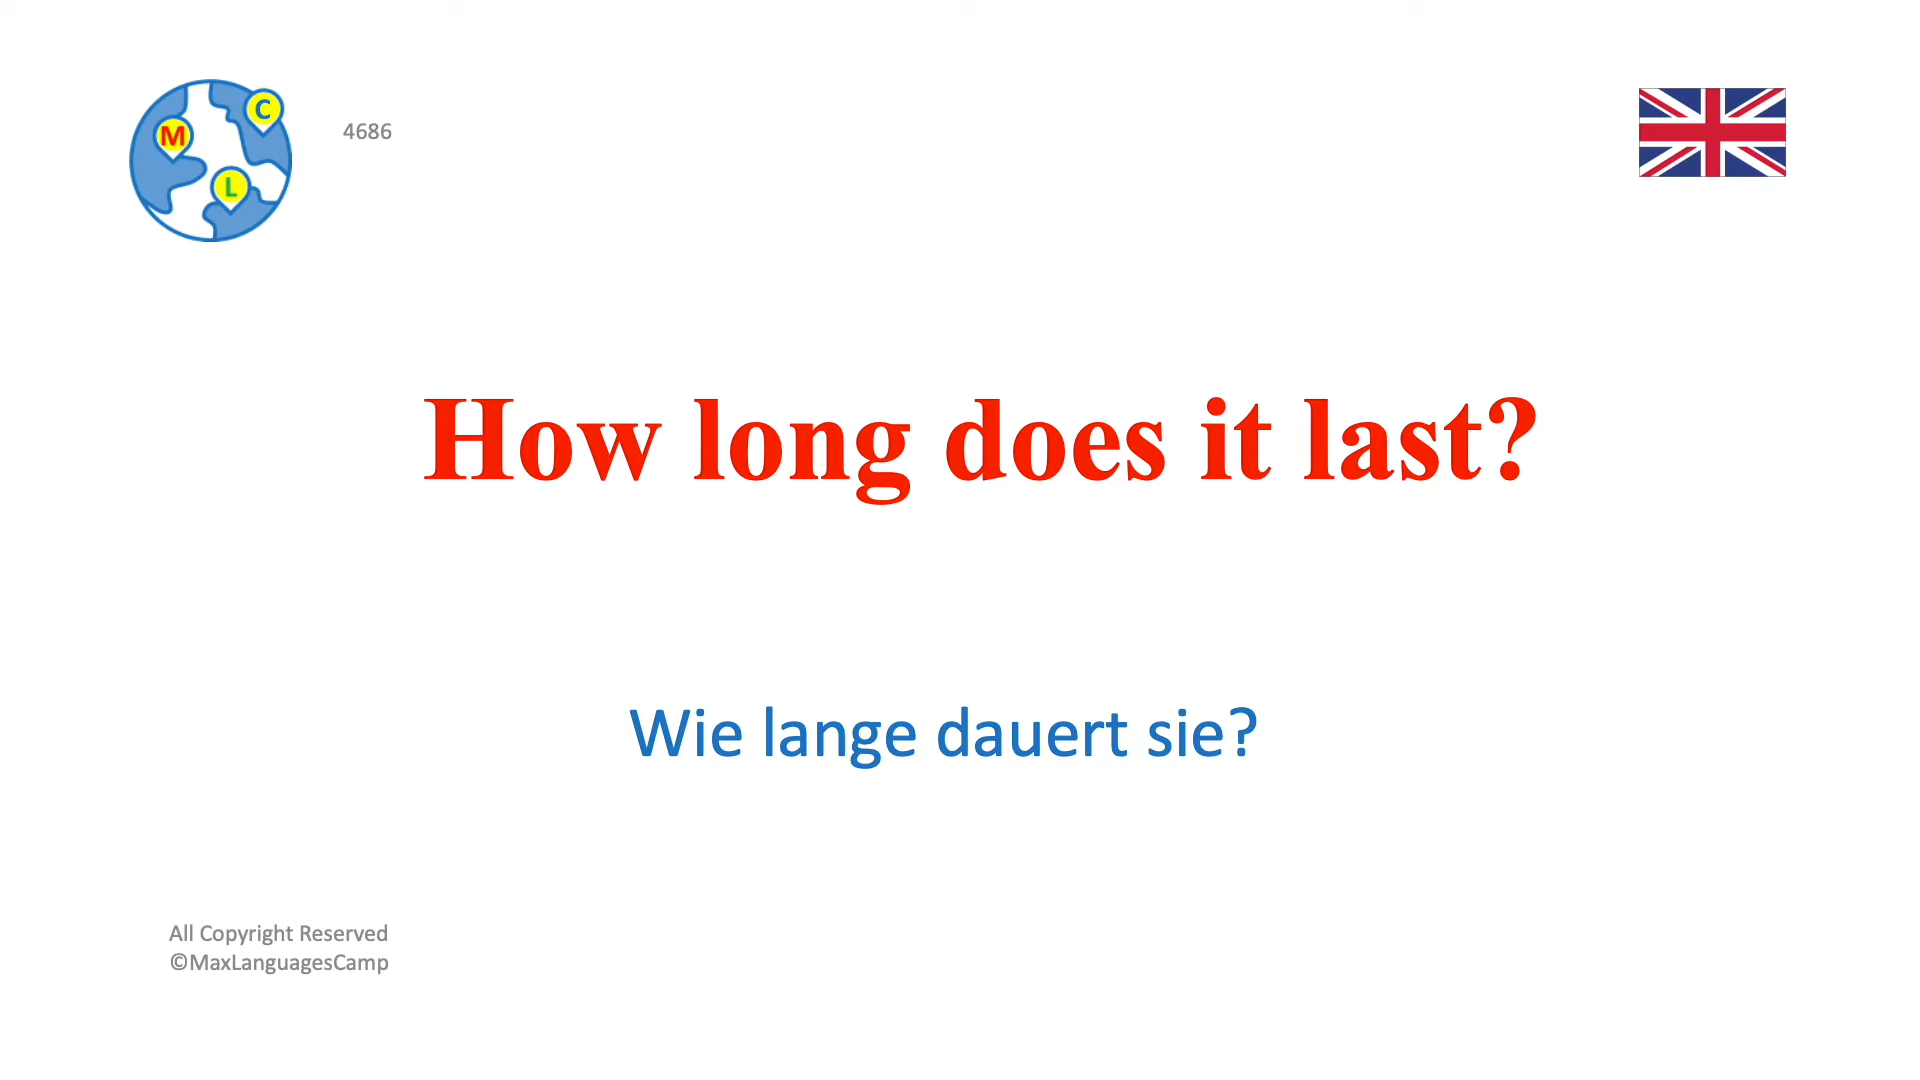 M
C
L
4686
How long does it last?
Wie lange dauert sie?
All Copyright Reserved
©MaxLanguagesCamp